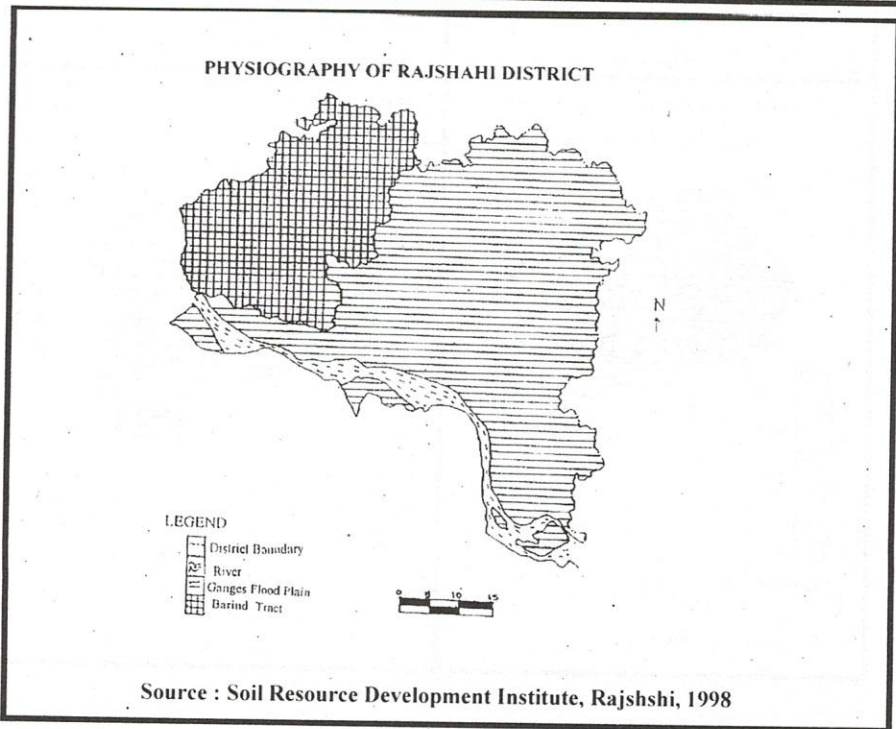 PHYSIOGRAPHY OF RAJSHAHI DISTRICT
N
LEGEND
District Boundary
River
Ganges Flood Plain
Barind Tract
0 5 10 15
Source : Soil Resource Development Institute, Rajshshi, 1998